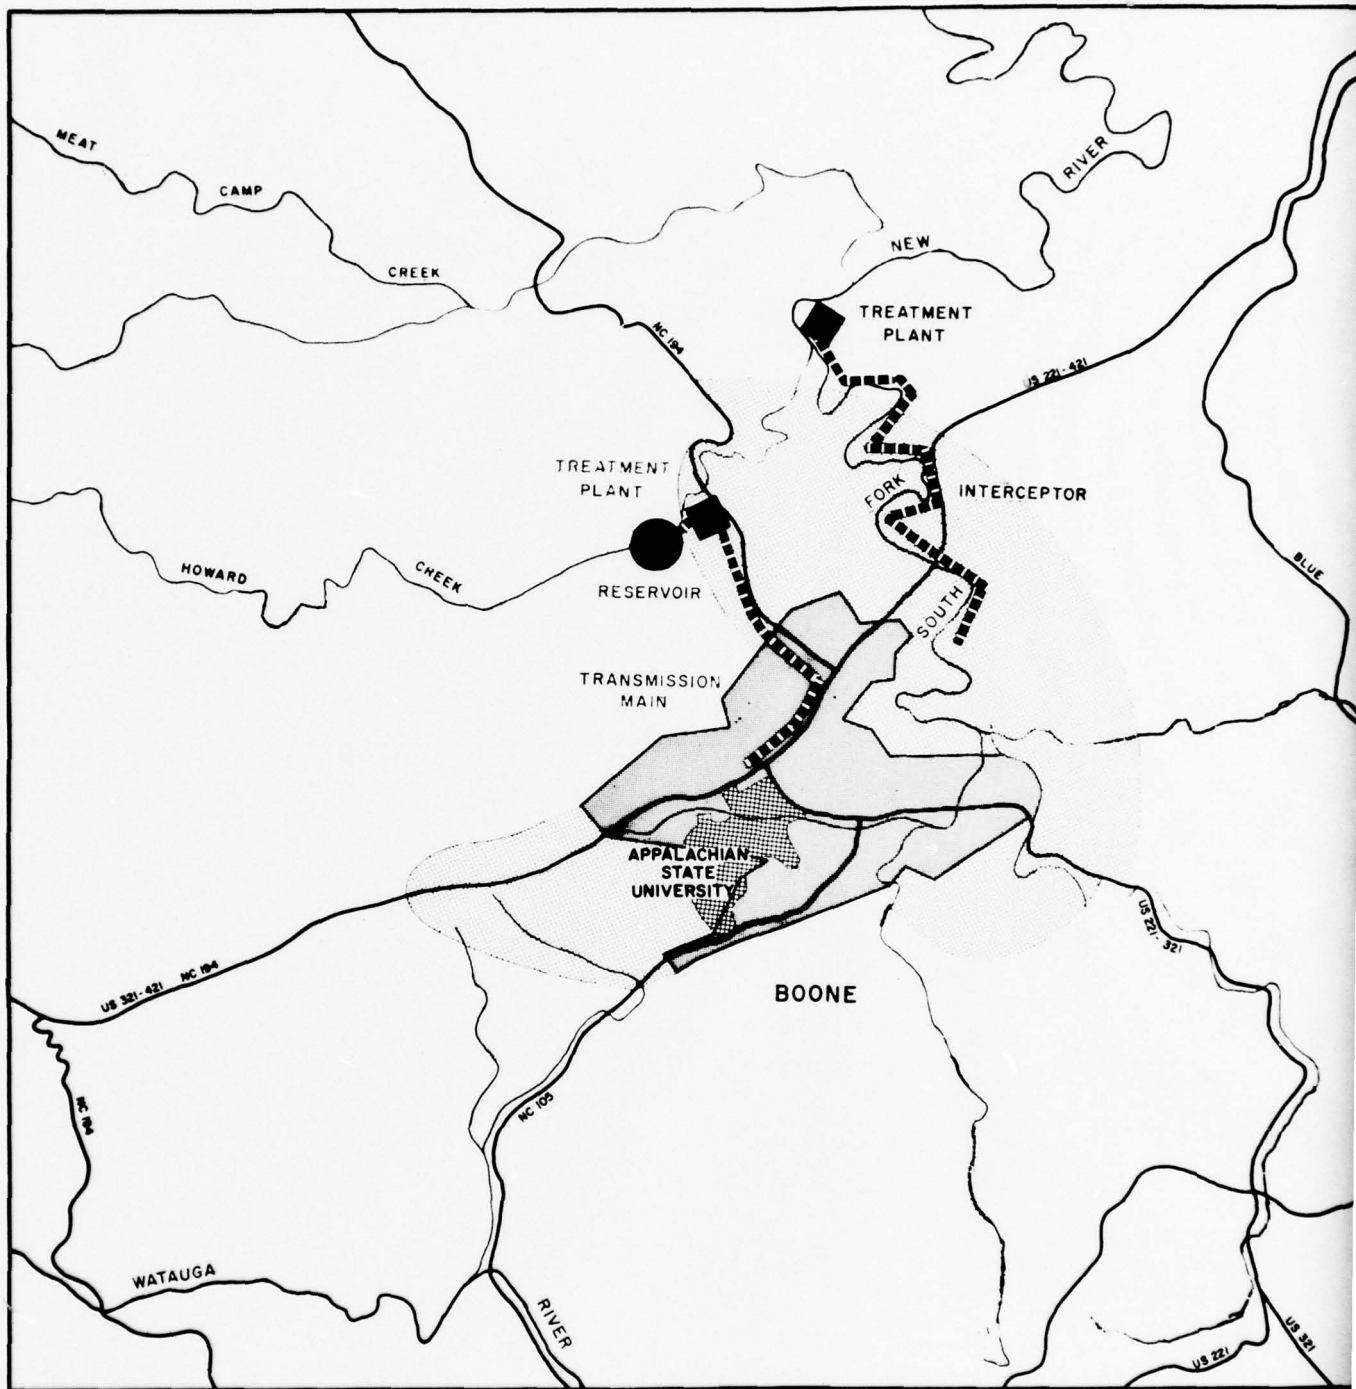 MEAT
CAMP
CREEK
RIVER
NEW
TREATMENT
PLANT
NC 194
US 221-421
TREATMENT
PLANT
FORK
INTERCEPTOR
HOWARD
CREEK
RESERVOIR
BLUE
SOUTH
TRANSMISSION
MAIN
APPALACHIAN
STATE
UNIVERSITY
US 221-321
US 321-421 NC 194
BOONE
NC 194
NC 105
WATAUGA
RIVER
US 321
US 221